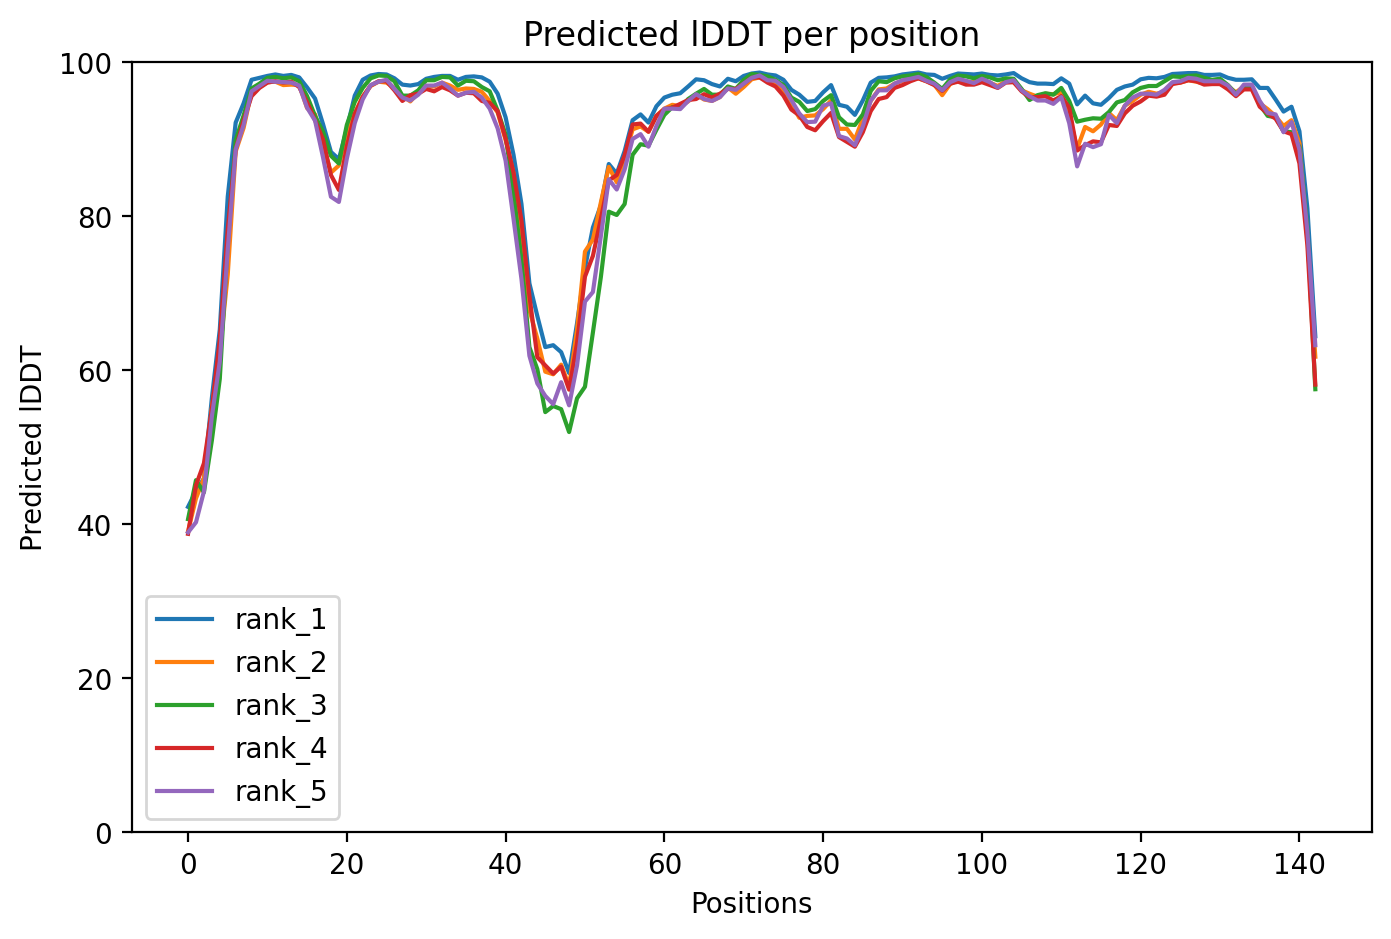 Predicted lDDT per position
100
80
60
40
20
0
Predicted lDDT
rank_1
rank_2
rank_3
rank_4
rank_5
0 20 40 60 80 100 120 140
Positions